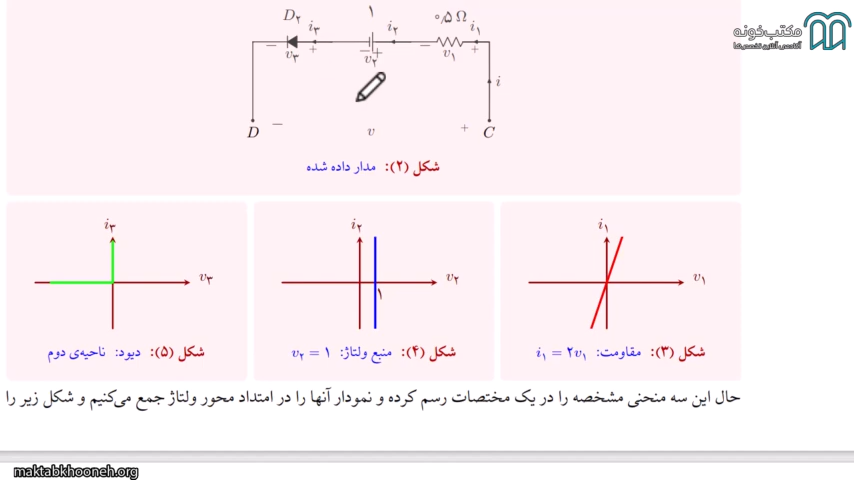 مکتب‌خونه
آکادمی آنلاین تخصص‌ها
D۲ i۳ ۱ i۲ ۰٫۵ Ω i۱
− + − + − +
v۳ v۲ v۱
i
D − v + C
شکل (۲): مدار داده شده
i۱
v۱
شکل (۳): مقاومت: i۱ = ۲v۱
i۲
v۲
۱
شکل (۴): منبع ولتاژ: v۲ = ۱
i۳
v۳
شکل (۵): دیود: ناحیه‌ی دوم
حال این سه منحنی مشخصه را در یک مختصات رسم کرده و نمودار آنها را در امتداد محور ولتاژ جمع می‌کنیم و شکل زیر را
maktabkhooneh.org